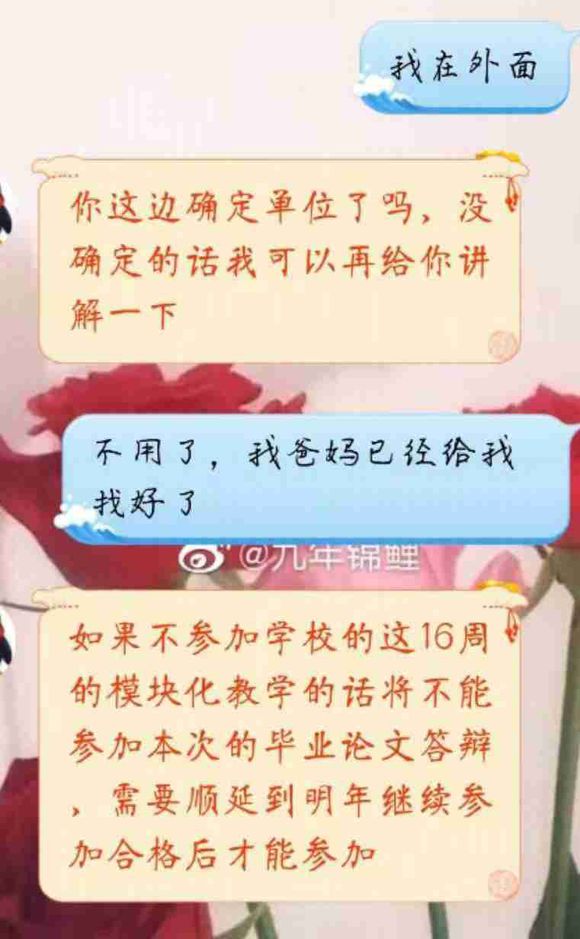 我在外面
你这边确定单位了吗，没
确定的话我可以再给你讲
解一下
不用了，我爸妈已经给我
找好了
@九年锦鲤
如果不参加学校的这16周
的模块化教学的话将不能
参加本次的毕业论文答辩
，需要顺延到明年继续参
加合格后才能参加